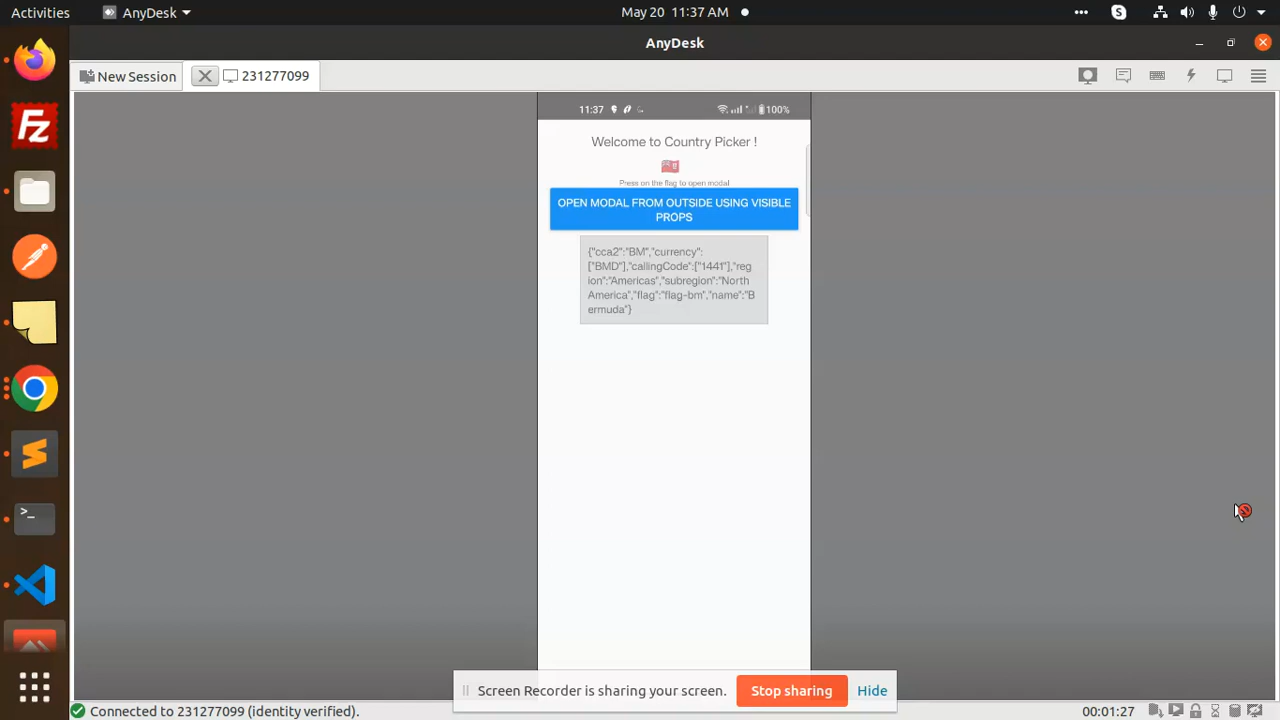 Activities
AnyDesk
May 20 11:37 AM
AnyDesk
New Session
231277099
11:37
100%
Welcome to Country Picker !
Press on the flag to open modal
OPEN MODAL FROM OUTSIDE USING VISIBLE
PROPS
{"cca2":"BM","currency":
["BMD"],"callingCode":["1441"],"reg
ion":"Americas","subregion":"North
America","flag":"flag-bm","name":"B
ermuda"}
Screen Recorder is sharing your screen.
Stop sharing
Hide
Connected to 231277099 (identity verified).
00:01:27